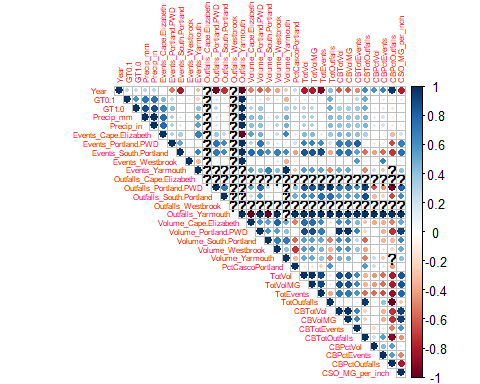 Year
GT0.1
GT1.0
Precip_mm
Precip_in
Events_Cape.Elizabeth
Events_Portland.PWD
Events_South.Portland
Events_Westbrook
Events_Yarmouth
Outfalls_Cape.Elizabeth
Outfalls_Portland.PWD
Outfalls_South.Portland
Outfalls_Westbrook
Outfalls_Yarmouth
Volume_Cape.Elizabeth
Volume_Portland.PWD
Volume_South.Portland
Volume_Westbrook
Volume_Yarmouth
PctCascoPortland
TotVol
TotVolMG
TotEvents
TotOutfalls
CBTotVol
CBVolMG
CBTotEvents
CBTotOutfalls
CBPctVol
CBPctEvents
CBPctOutfalls
CSO_MG_per_inch
Year
GT0.1
GT1.0
Precip_mm
Precip_in
Events_Cape.Elizabeth
Events_Portland.PWD
Events_South.Portland
Events_Westbrook
Events_Yarmouth
Outfalls_Cape.Elizabeth
Outfalls_Portland.PWD
Outfalls_South.Portland
Outfalls_Westbrook
Outfalls_Yarmouth
Volume_Cape.Elizabeth
Volume_Portland.PWD
Volume_South.Portland
Volume_Westbrook
Volume_Yarmouth
PctCascoPortland
TotVol
TotVolMG
TotEvents
TotOutfalls
CBTotVol
CBVolMG
CBTotEvents
CBTotOutfalls
CBPctVol
CBPctEvents
CBPctOutfalls
CSO_MG_per_inch
1
0.8
0.6
0.4
0.2
0
-0.2
-0.4
-0.6
-0.8
-1